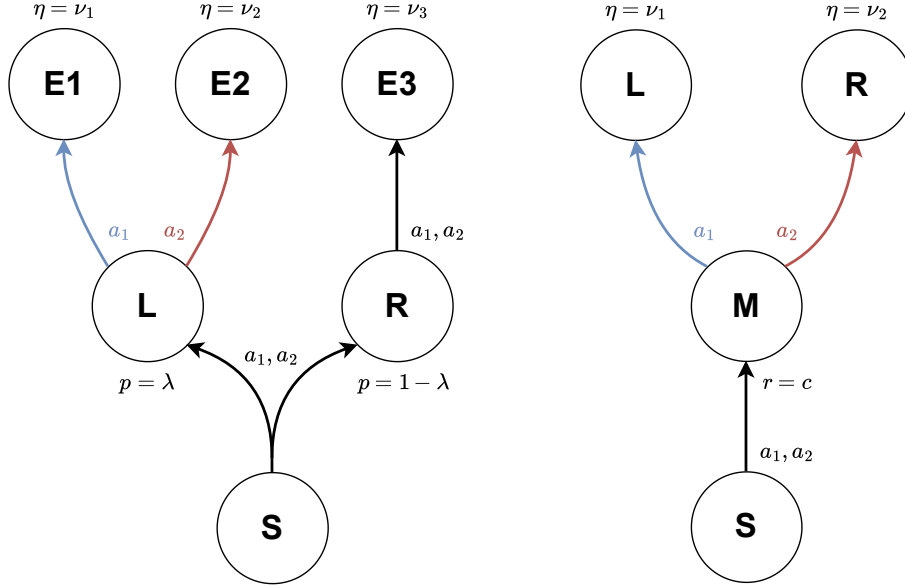 η = ν₁
η = ν₂
η = ν₃
E1
E2
E3
a₁
a₂
a₁, a₂
L
R
a₁, a₂
p = λ
p = 1 − λ
S
η = ν₁
η = ν₂
L
R
a₁
a₂
M
r = c
a₁, a₂
S